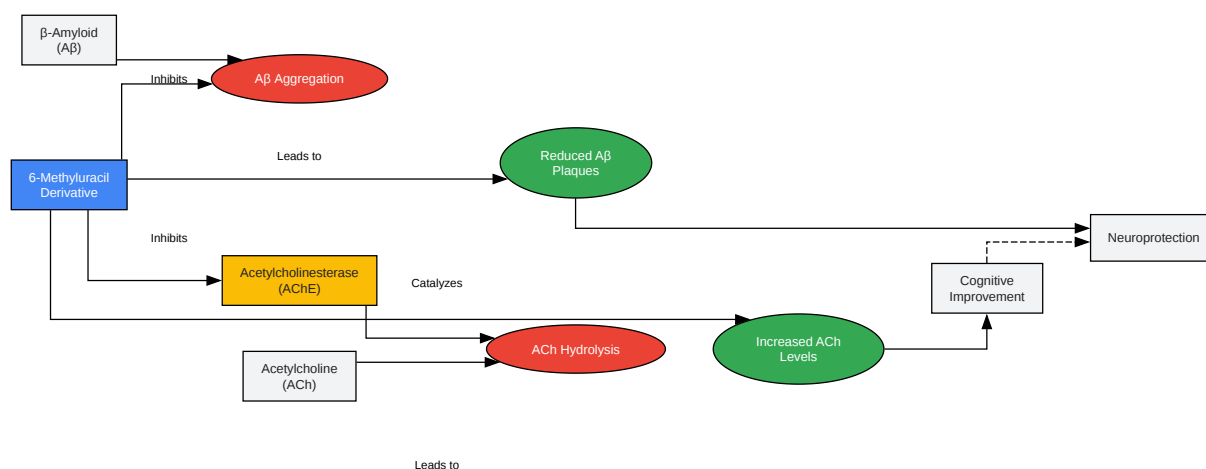 β-Amyloid
(Aβ)
Inhibits
Aβ Aggregation
Leads to
Reduced Aβ
Plaques
6-Methyluracil
Derivative
Inhibits
Neuroprotection
Acetylcholinesterase
(AChE)
Catalyzes
Cognitive
Improvement
ACh Hydrolysis
Increased ACh
Levels
Acetylcholine
(ACh)
Leads to